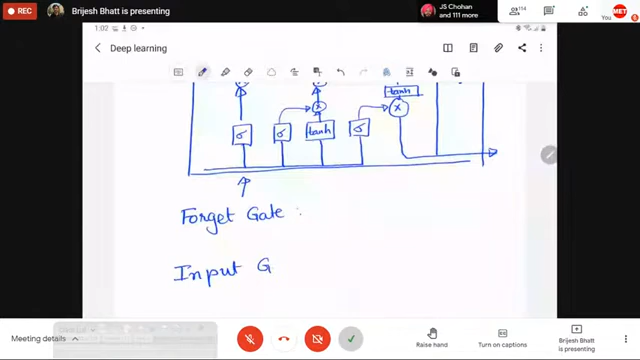 REC
Brijesh Bhatt is presenting
JS Chohan
and 111 more
114
MET
1:02
Deep learning
tanh
x
x
σ
σ
tanh
σ
Forget Gate :
Input G
Meeting details
Raise hand
Turn on captions
Brijesh Bhatt
is presenting